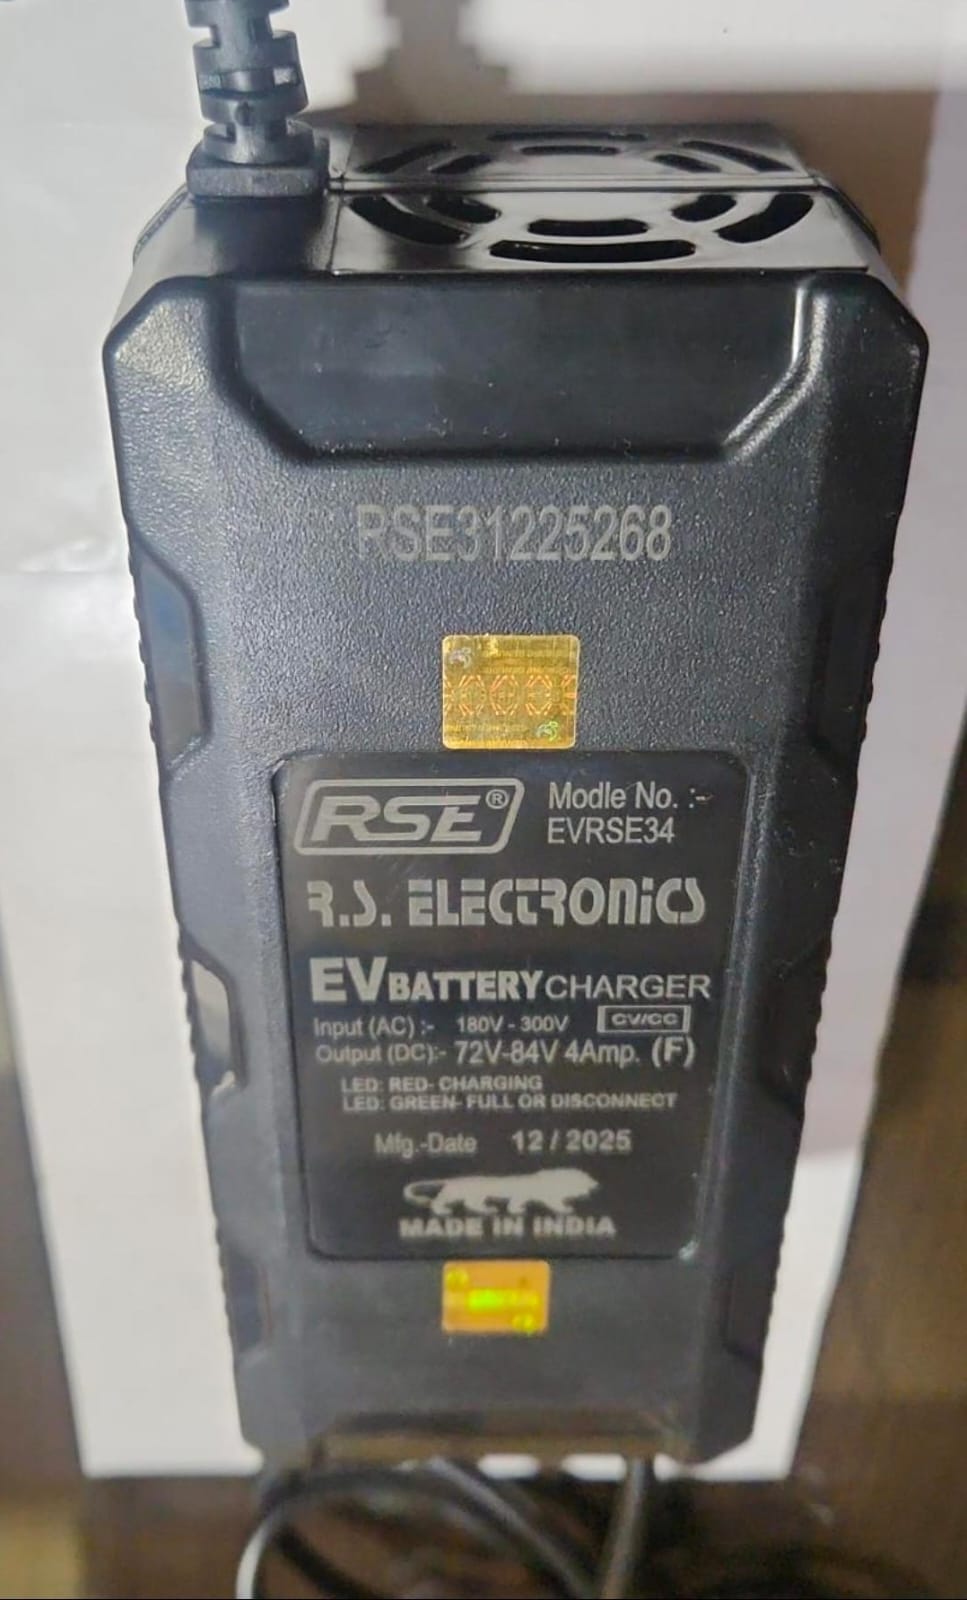 RSE31225268
RSE®
Modle No. :-
EVRSE34
R.S. ELECTRONICS
EV BATTERY CHARGER
Input (AC) :- 180V - 300V CV/CC
Output (DC):- 72V-84V 4Amp. (F)
LED: RED- CHARGING
LED: GREEN- FULL OR DISCONNECT
Mfg.-Date 12 / 2025
MADE IN INDIA